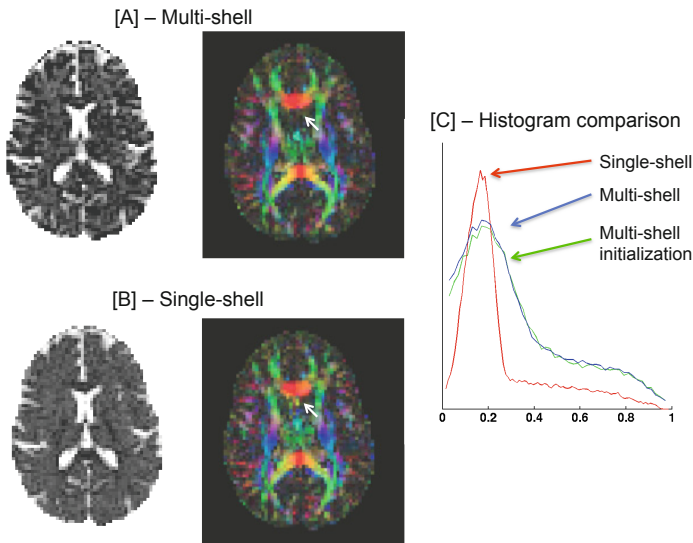 [A] – Multi-shell
[C] – Histogram comparison
Single-shell
Multi-shell
Multi-shell
initialization
[B] – Single-shell
0 0.2 0.4 0.6 0.8 1